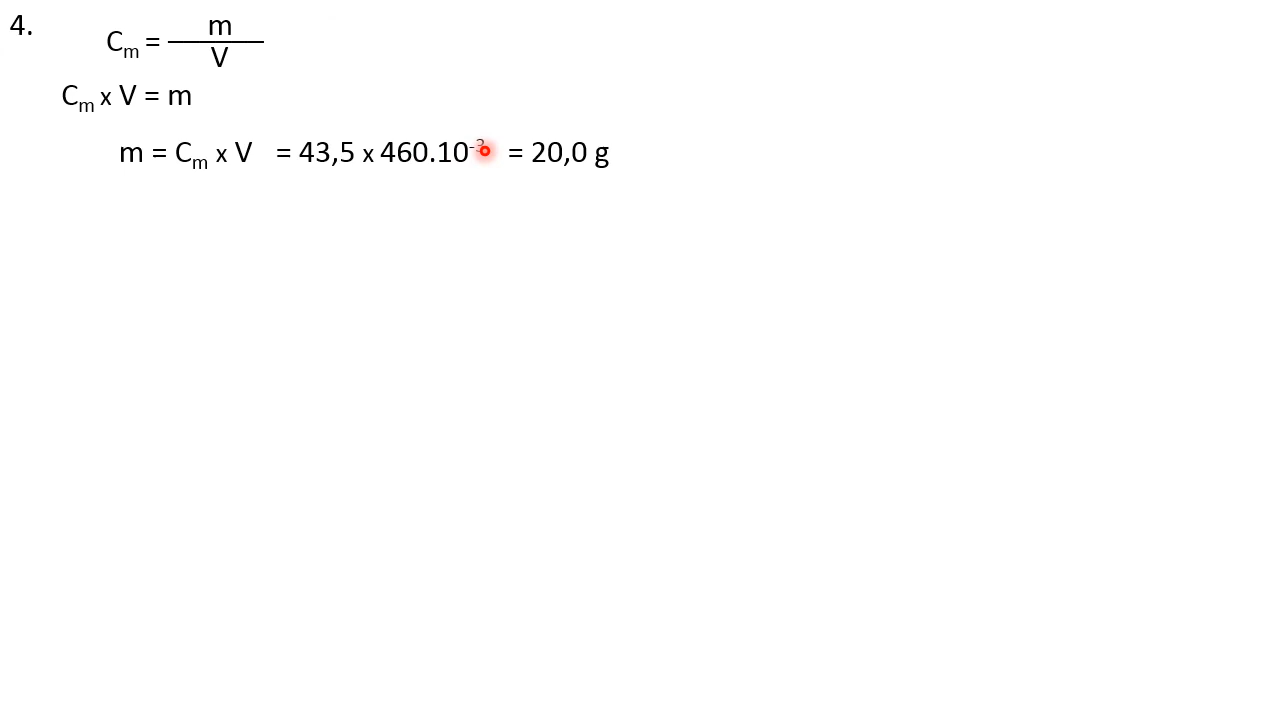 4. Cm = m / V
Cm x V = m
m = Cm x V = 43,5 x 460.10⁻³ = 20,0 g